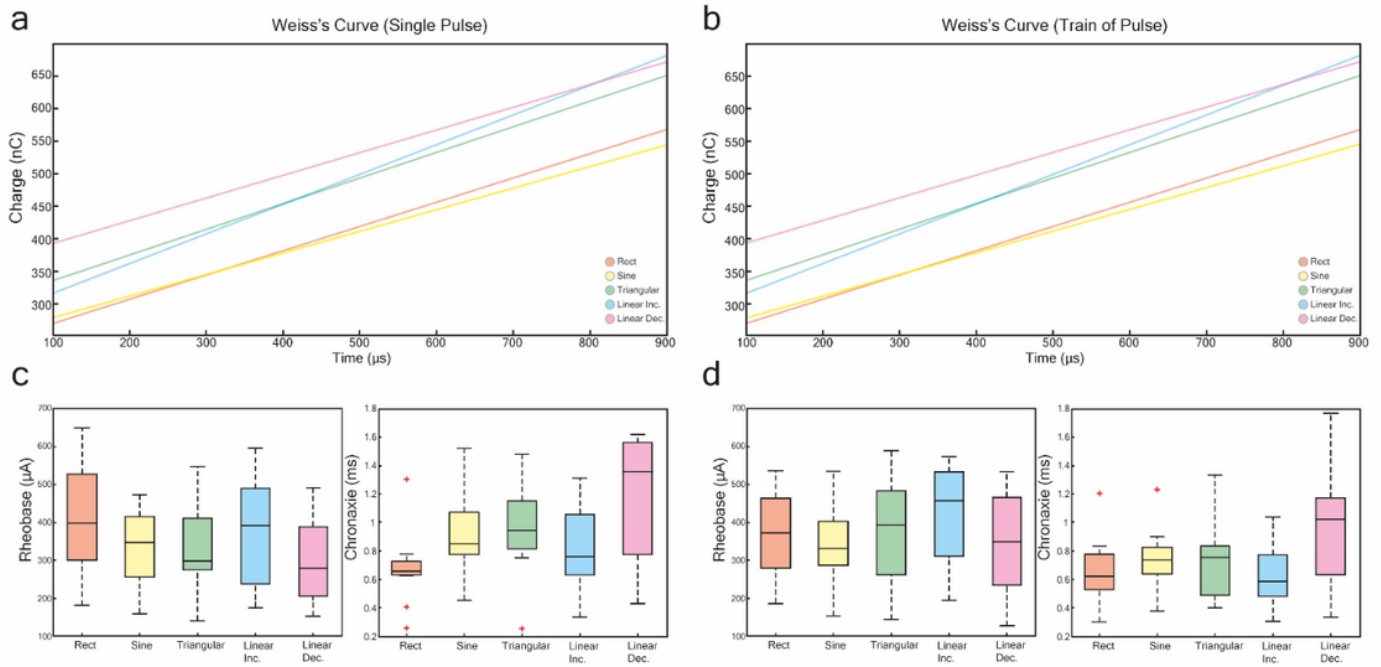 a
Weiss's Curve (Single Pulse)
Charge (nC)
650
600
550
500
450
400
350
300
100 200 300 400 500 600 700 800 900
Time (µs)
Rect
Sine
Triangular
Linear Inc.
Linear Dec.
b
Weiss's Curve (Train of Pulse)
Charge (nC)
650
600
550
500
450
400
350
300
100 200 300 400 500 600 700 800 900
Time (µs)
Rect
Sine
Triangular
Linear Inc.
Linear Dec.
c
Rheobase (µA)
700
600
500
400
300
200
100
Rect Sine Triangular Linear Inc. Linear Dec.
Chronaxie (ms)
1.8
1.6
1.4
1.2
1
0.8
0.6
0.4
0.2
Rect Sine Triangular Linear Inc. Linear Dec.
d
Rheobase (µA)
700
600
500
400
300
200
100
Rect Sine Triangular Linear Inc. Linear Dec.
Chronaxie (ms)
1.8
1.6
1.4
1.2
1
0.8
0.6
0.4
0.2
Rect Sine Triangular Linear Inc. Linear Dec.